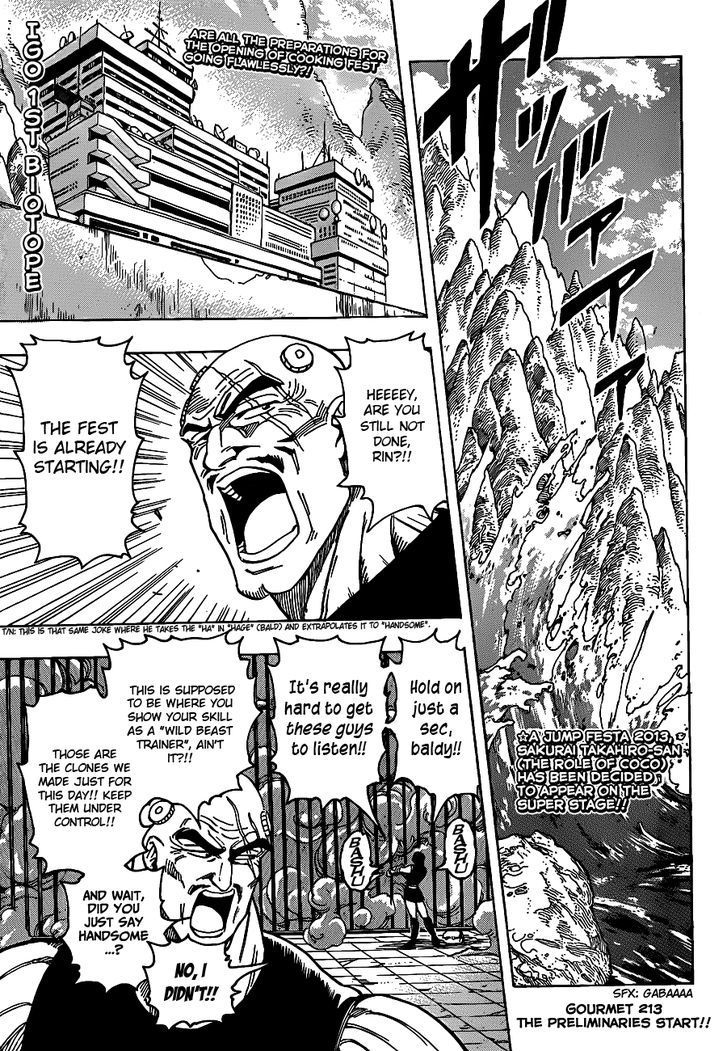 ザザザザザ
☆A JUMP FESTA 2013,
SAKURAI TAKAHIRO-SAN
(THE ROLE OF COCO)
HAS BEEN DECIDED
TO APPEAR ON THE
SUPER STAGE!!
SFX: GABAAAA
GOURMET 213
THE PRELIMINARIES START!!
ARE ALL THE PREPARATIONS FOR
THE OPENING OF COOKING FEST
GOING FLAWLESSLY?!
IGO 1ST BIOTOPE
HEEEEY,
ARE YOU
STILL
NOT
DONE,
RIN?!!
THE FEST
IS ALREADY
STARTING!!
T/N: THIS IS THAT SAME JOKE WHERE HE TAKES THE "HA" IN "HAGE" (BALD) AND EXTRAPOLATES IT TO "HANDSOME".
Hold on
just a
sec,
baldy!!
It's really
hard to get
these guys
to listen!!
BASHU
BASHU
THIS IS SUPPOSED
TO BE WHERE YOU
SHOW YOUR SKILL
AS A "WILD BEAST
TRAINER", AIN'T
IT?!!
THOSE ARE
THE CLONES WE
MADE JUST FOR
THIS DAY!! KEEP
THEM UNDER
CONTROL!!
AND WAIT,
DID YOU
JUST SAY
HANDSOME
...?
NO, I
DIDN'T!!